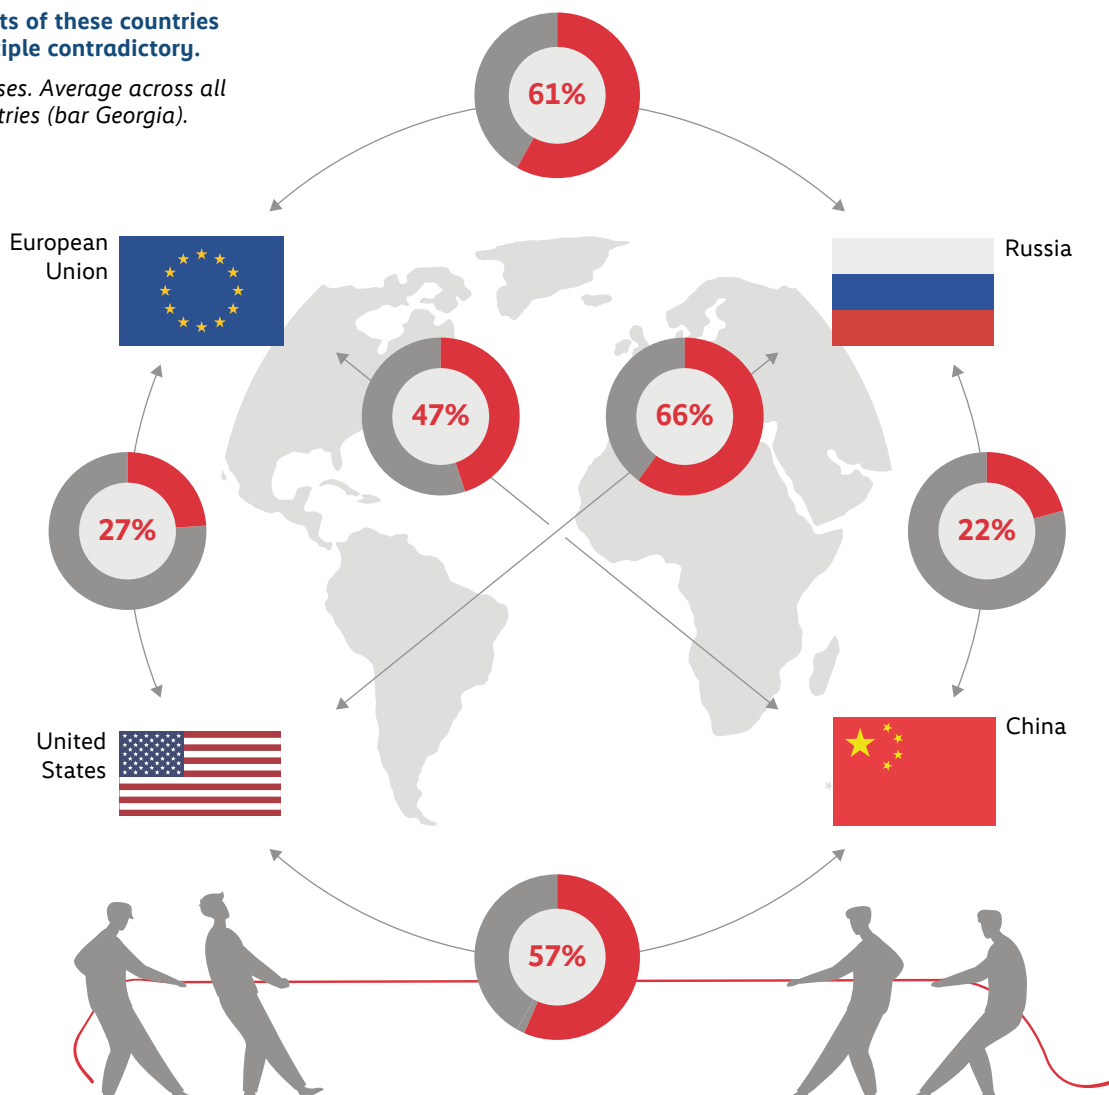 ts of these countries
iple contradictory.
ses. Average across all
tries (bar Georgia).
61%
European
Union
Russia
47%
66%
27%
22%
United
States
China
57%